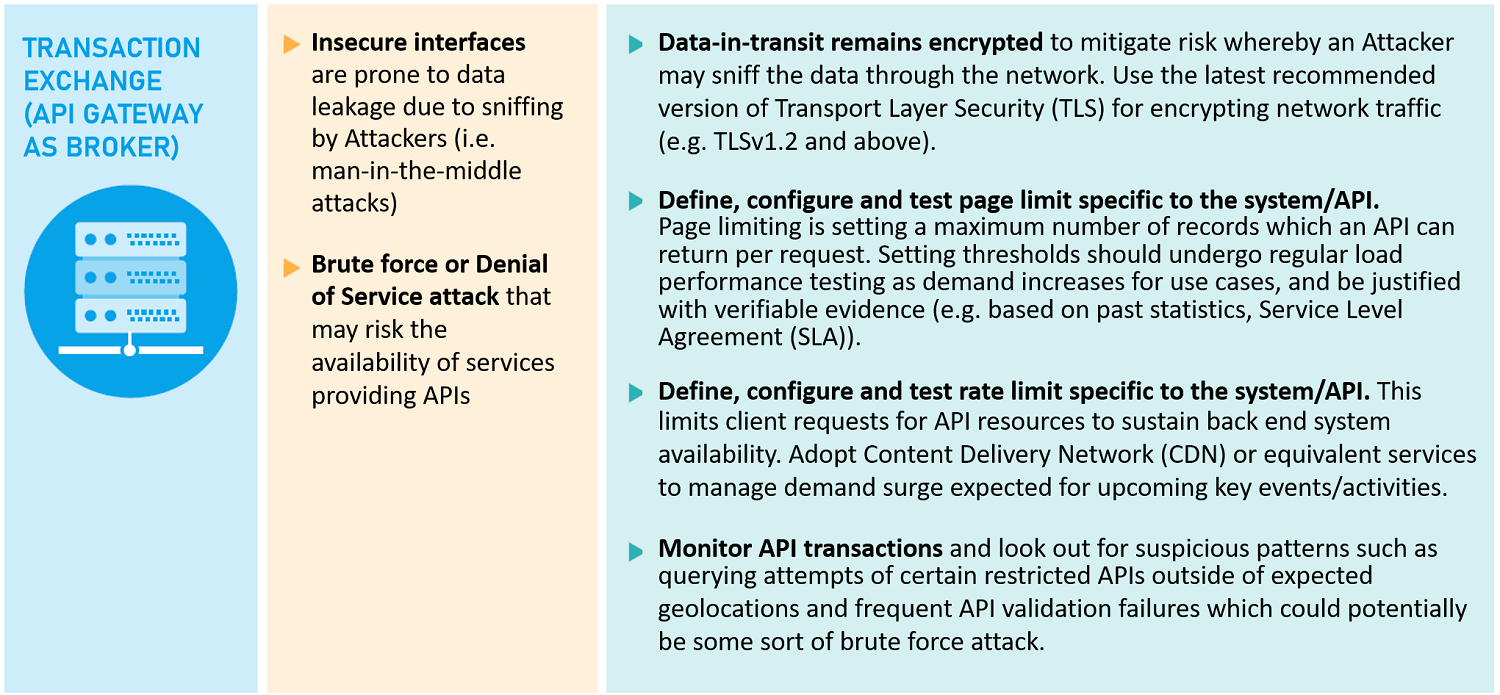 TRANSACTION
EXCHANGE
(API GATEWAY
AS BROKER)
Insecure interfaces
are prone to data
leakage due to sniffing
by Attackers (i.e.
man-in-the-middle
attacks)
Brute force or Denial
of Service attack that
may risk the
availability of services
providing APIs
Data-in-transit remains encrypted to mitigate risk whereby an Attacker
may sniff the data through the network. Use the latest recommended
version of Transport Layer Security (TLS) for encrypting network traffic
(e.g. TLSv1.2 and above).
Define, configure and test page limit specific to the system/API.
Page limiting is setting a maximum number of records which an API can
return per request. Setting thresholds should undergo regular load
performance testing as demand increases for use cases, and be justified
with verifiable evidence (e.g. based on past statistics, Service Level
Agreement (SLA)).
Define, configure and test rate limit specific to the system/API. This
limits client requests for API resources to sustain back end system
availability. Adopt Content Delivery Network (CDN) or equivalent services
to manage demand surge expected for upcoming key events/activities.
Monitor API transactions and look out for suspicious patterns such as
querying attempts of certain restricted APIs outside of expected
geolocations and frequent API validation failures which could potentially
be some sort of brute force attack.